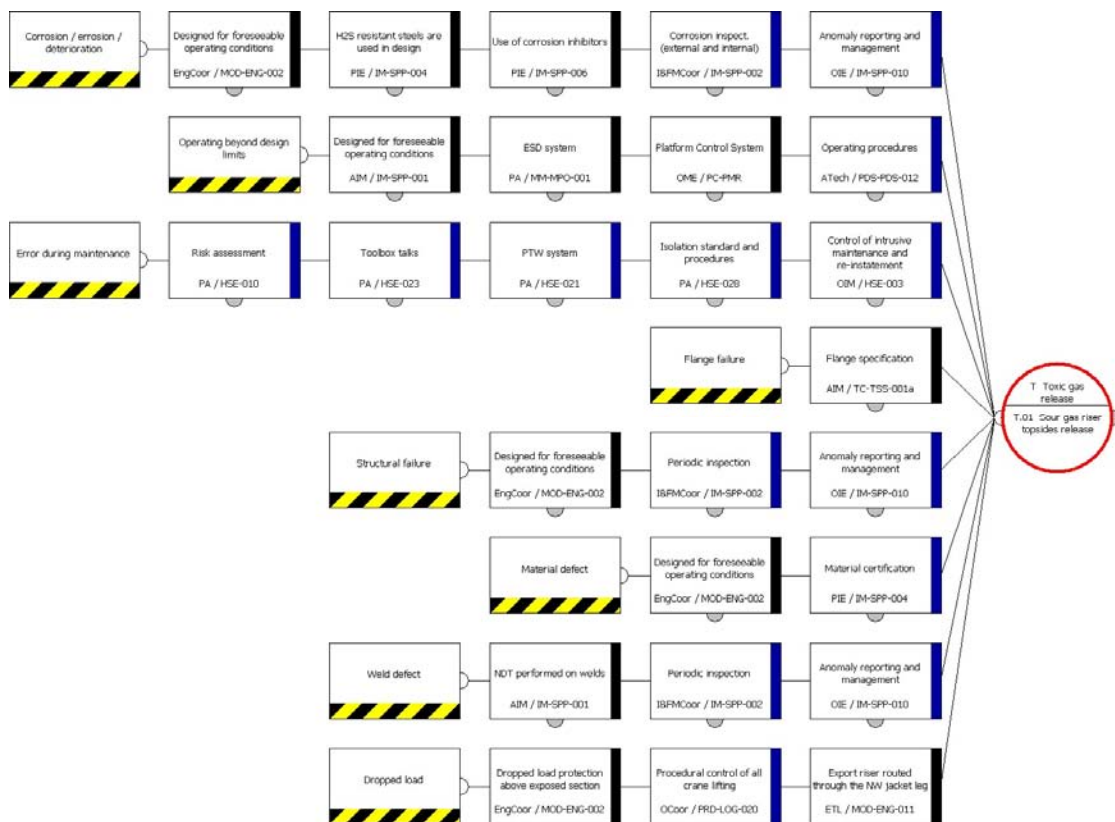 Corrosion / errosion /
deterioration
Designed for foreseeable
operating conditions
EngCoor / MOD-ENG-002
H2S resistant steels are
used in design
PIE / IM-SPP-004
Use of corrosion inhibitors
PIE / IM-SPP-006
Corrosion inspect.
(external and internal)
I&FMCoor / IM-SPP-002
Anomaly reporting and
management
OIE / IM-SPP-010
Operating beyond design
limits
Designed for foreseeable
operating conditions
AIM / IM-SPP-001
ESD system
PA / MM-MPO-001
Platform Control System
OME / PC-PMR
Operating procedures
ATech / PDS-PDS-012
Error during maintenance
Risk assessment
PA / HSE-010
Toolbox talks
PA / HSE-023
PTW system
PA / HSE-021
Isolation standard and
procedures
PA / HSE-028
Control of intrusive
maintenance and
re-instatement
OIM / HSE-003
Flange failure
Flange specification
AIM / TC-TSS-001a
T Toxic gas
release
T.01 Sour gas riser
topsides release
Structural failure
Designed for foreseeable
operating conditions
EngCoor / MOD-ENG-002
Periodic inspection
I&FMCoor / IM-SPP-002
Anomaly reporting and
management
OIE / IM-SPP-010
Material defect
Designed for foreseeable
operating conditions
EngCoor / MOD-ENG-002
Material certification
PIE / IM-SPP-004
Weld defect
NDT performed on welds
AIM / IM-SPP-001
Periodic inspection
I&FMCoor / IM-SPP-002
Anomaly reporting and
management
OIE / IM-SPP-010
Dropped load
Dropped load protection
above exposed section
EngCoor / MOD-ENG-002
Procedural control of all
crane lifting
OCoor / PRD-LOG-020
Export riser routed
through the NW jacket leg
ETL / MOD-ENG-011